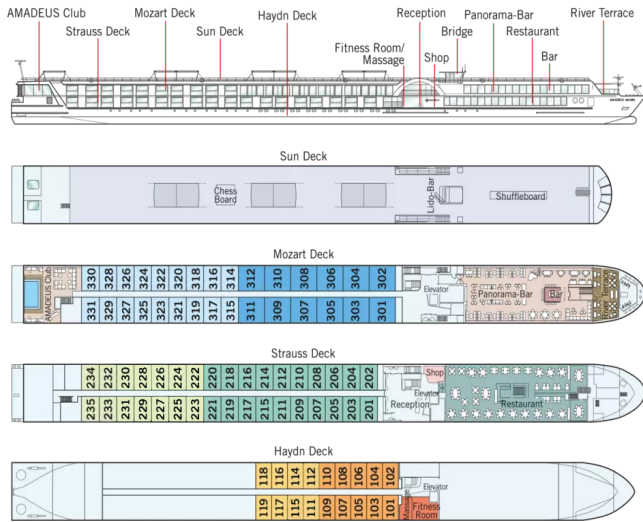 AMADEUS Club
Mozart Deck
Haydn Deck
Reception
Panorama-Bar
River Terrace
Strauss Deck
Sun Deck
Bridge
Restaurant
Fitness Room/
Massage
Shop
Bar
Sun Deck
Chess
Board
Lido-Bar
Shuffleboard
Mozart Deck
AMADEUS Club
330 328 326 324 322 320 318 316 314 312 310 308 306 304 302
331 329 327 325 323 321 319 317 315 311 309 307 305 303 301
Elevator
Panorama-Bar
Bar
River
Strauss Deck
234 232 230 228 226 224 222 220 218 216 214 212 210 208 206 204 202
235 233 231 229 227 225 223 221 219 217 215 211 209 207 205 203 201
Shop
Elevator
Reception
Restaurant
Haydn Deck
118 116 114 112 110 108 106 104 102
119 117 115 111 109 107 105 103 101
Elevator
Massage
Fitness
Room